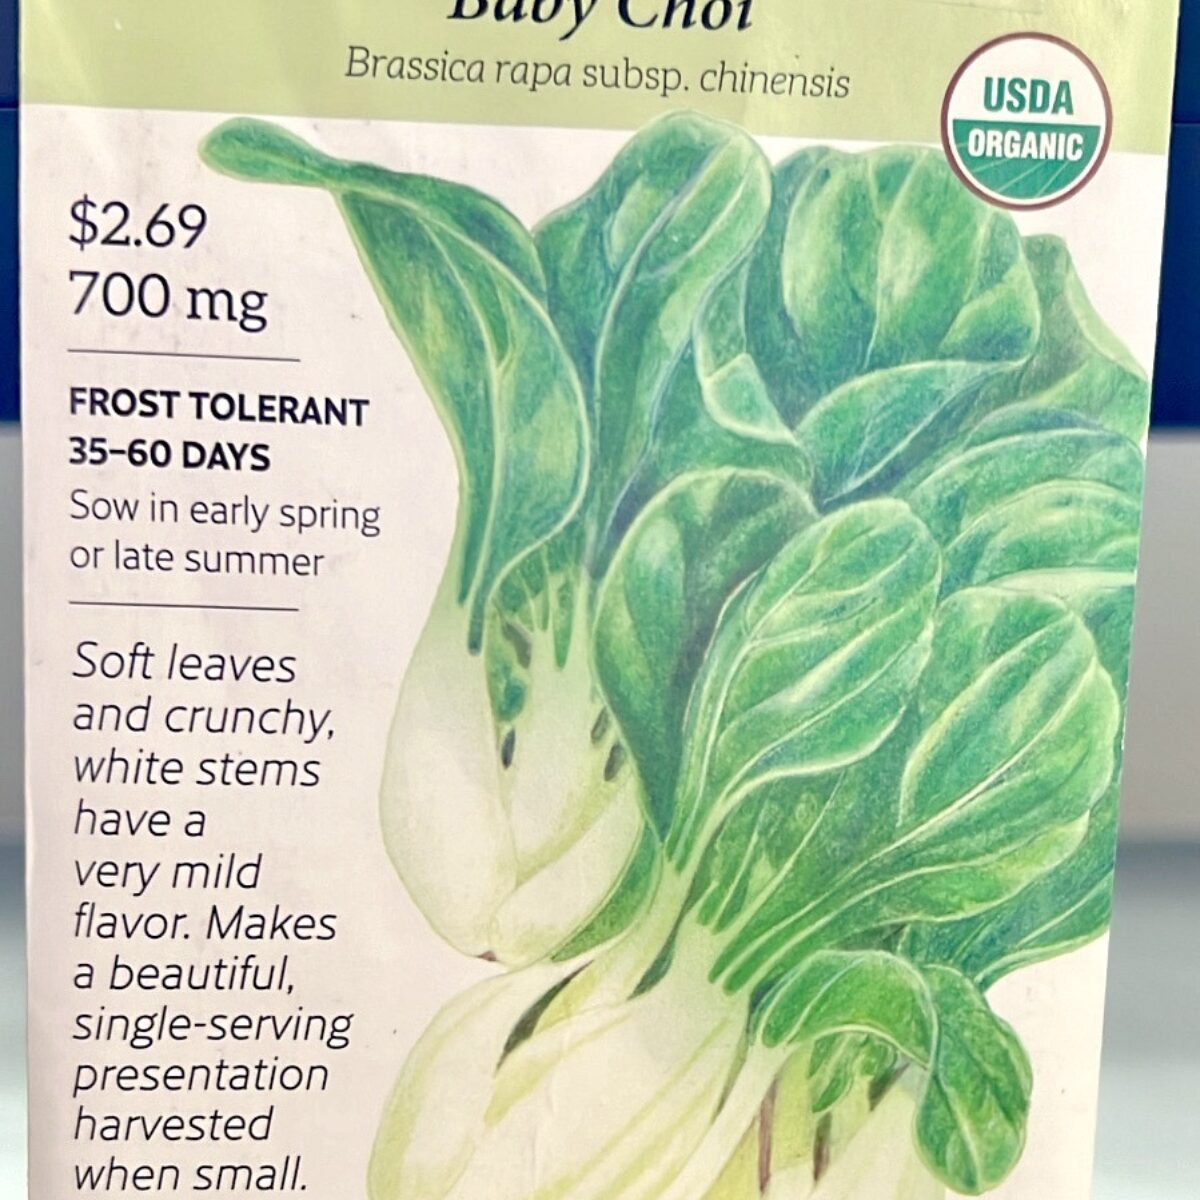 Baby Choi
Brassica rapa subsp. chinensis
USDA
ORGANIC
$2.69
700 mg
FROST TOLERANT
35–60 DAYS
Sow in early spring
or late summer
Soft leaves
and crunchy,
white stems
have a
very mild
flavor. Makes
a beautiful,
single-serving
presentation
harvested
when small.